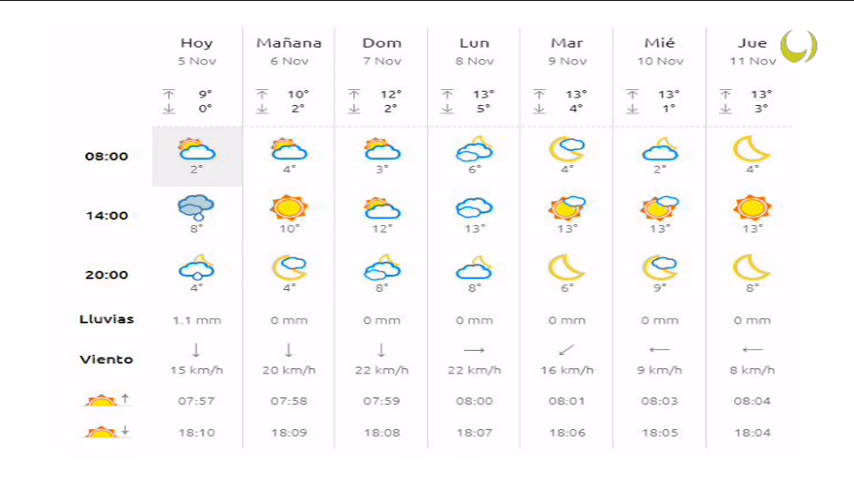 Hoy Mañana Dom Lun Mar Mié Jue
5 Nov 6 Nov 7 Nov 8 Nov 9 Nov 10 Nov 11 Nov
9° 10° 12° 13° 13° 13° 13°
0° 2° 2° 5° 4° 1° 3°
08:00
2° 4° 3° 6° 4° 2° 4°
14:00
8° 10° 12° 13° 13° 13° 13°
20:00
4° 4° 8° 8° 6° 9° 8°
Lluvias 1.1 mm 0 mm 0 mm 0 mm 0 mm 0 mm 0 mm
Viento
15 km/h 20 km/h 22 km/h 22 km/h 16 km/h 9 km/h 8 km/h
07:57 07:58 07:59 08:00 08:01 08:03 08:04
18:10 18:09 18:08 18:07 18:06 18:05 18:04